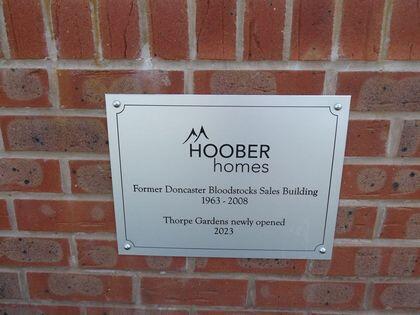 HOOBER
homes
Former Doncaster Bloodstocks Sales Building
1963 - 2008
Thorpe Gardens newly opened
2023